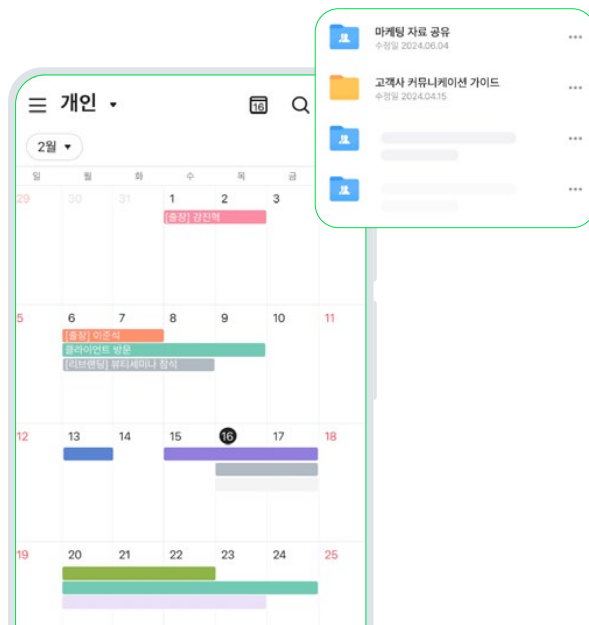 마케팅 자료 공유
수정일 2024.06.04
고객사 커뮤니케이션 가이드
수정일 2024.04.15
개인
16
2월
일 월 화 수 목 금
29 30 31 1 2 3
[출장] 강진혁
5 6 7 8 9 10 11
[출장] 이준석
클라이언트 방문
[리브랜딩] 뷰티세미나 참석
12 13 14 15 16 17 18
19 20 21 22 23 24 25